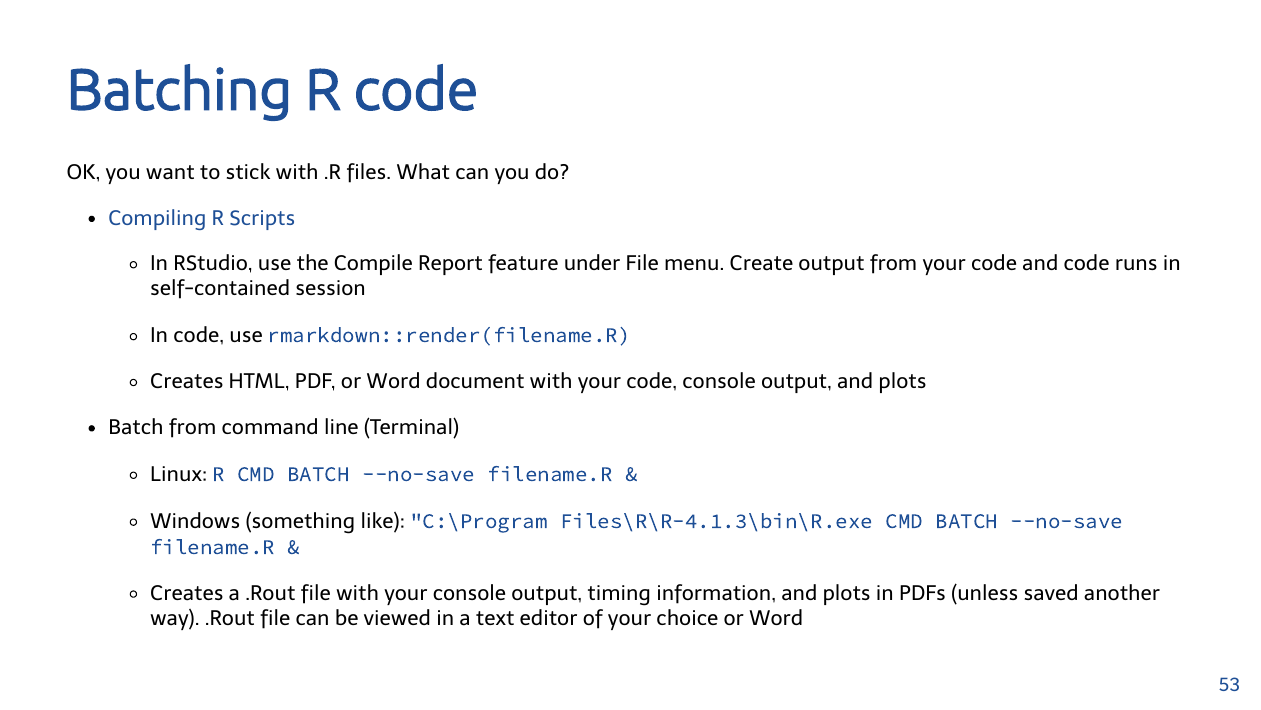 Batching R code
OK, you want to stick with .R files. What can you do?
• Compiling R Scripts
◦ In RStudio, use the Compile Report feature under File menu. Create output from your code and code runs in
self-contained session
◦ In code, use rmarkdown::render(filename.R)
◦ Creates HTML, PDF, or Word document with your code, console output, and plots
• Batch from command line (Terminal)
◦ Linux: R CMD BATCH --no-save filename.R &
◦ Windows (something like): "C:\Program Files\R\R-4.1.3\bin\R.exe CMD BATCH --no-save
filename.R &
◦ Creates a .Rout file with your console output, timing information, and plots in PDFs (unless saved another
way). .Rout file can be viewed in a text editor of your choice or Word
53